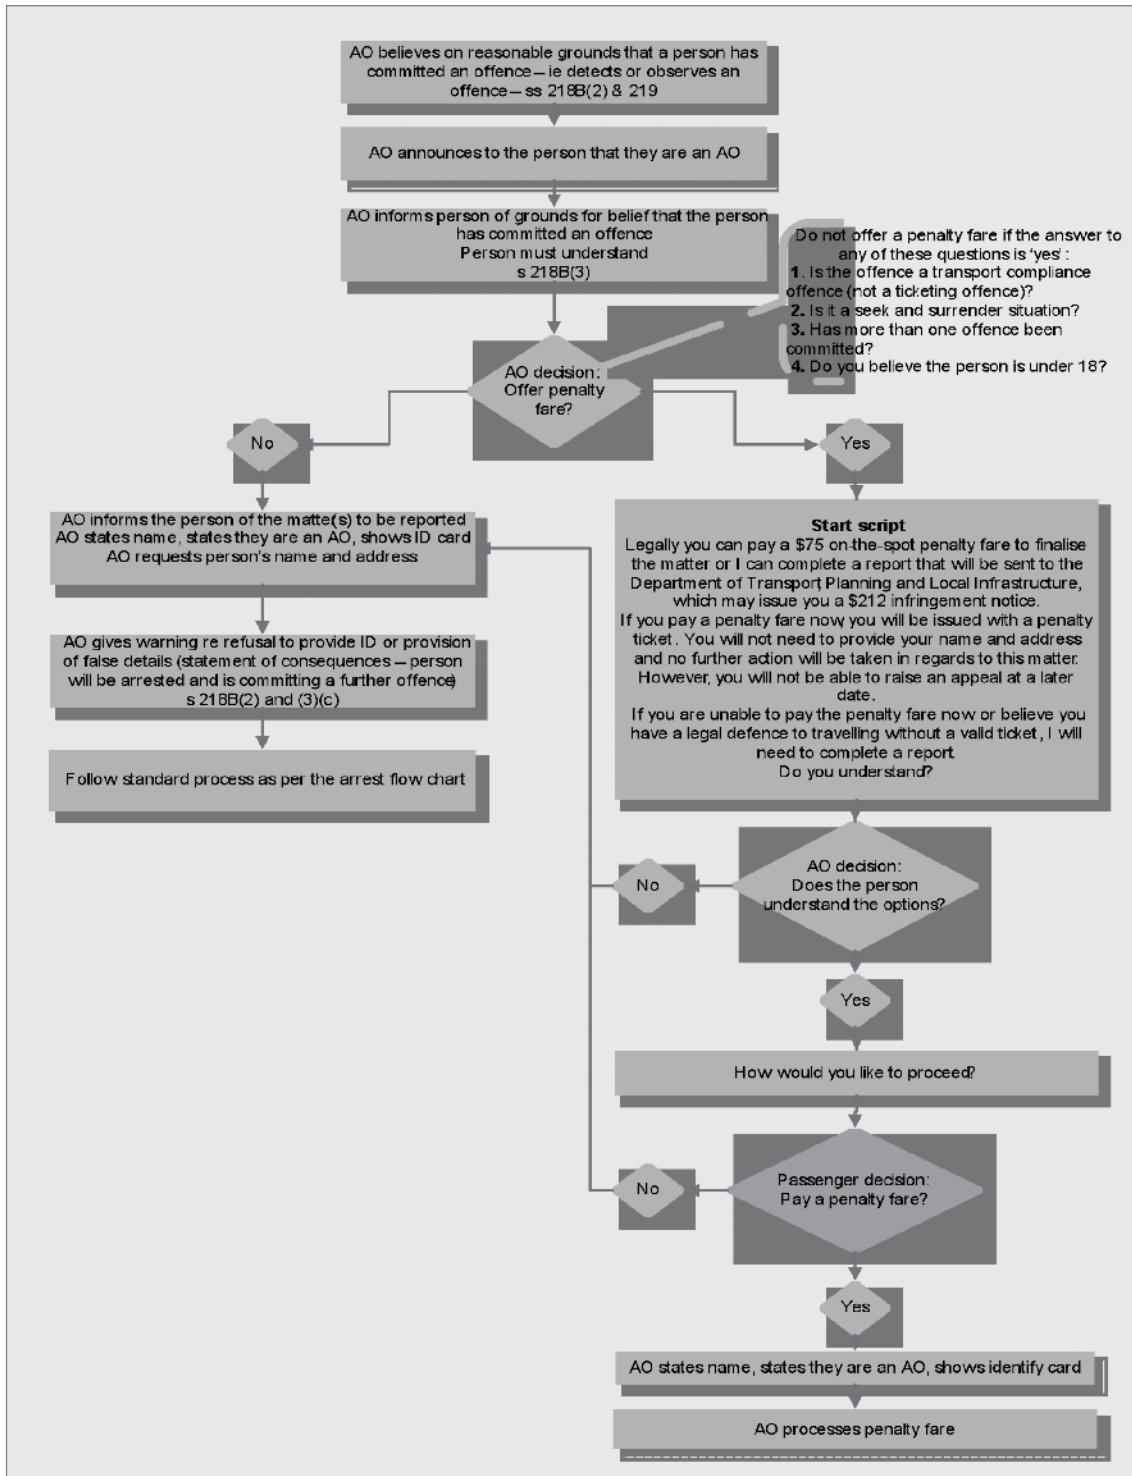 AO believes on reasonable grounds that a person has
committed an offence – ie detects or observes an
offence – ss 218B(2) & 219
AO announces to the person that they are an AO
AO informs person of grounds for belief that the person
has committed an offence
Person must understand
s 218B(3)
Do not offer a penalty fare if the answer to
any of these questions is 'yes':
1. Is the offence a transport compliance
offence (not a ticketing offence)?
2. Is it a seek and surrender situation?
3. Has more than one offence been
committed?
4. Do you believe the person is under 18?
AO decision:
Offer penalty
fare?
No
Yes
AO informs the person of the matter(s) to be reported
AO states name, states they are an AO, shows ID card
AO requests person's name and address
AO gives warning re refusal to provide ID or provision
of false details (statement of consequences – person
will be arrested and is committing a further offence)
s 218B(2) and (3)(c)
Follow standard process as per the arrest flow chart
Start script
Legally you can pay a $75 on-the-spot penalty fare to finalise
the matter or I can complete a report that will be sent to the
Department of Transport, Planning and Local Infrastructure,
which may issue you a $212 infringement notice.
If you pay a penalty fare now you will be issued with a penalty
ticket. You will not need to provide your name and address
and no further action will be taken in regards to this matter.
However, you will not be able to raise an appeal at a later
date.
If you are unable to pay the penalty fare now or believe you
have a legal defence to travelling without a valid ticket, I will
need to complete a report.
Do you understand?
AO decision:
Does the person
understand the options?
No
Yes
How would you like to proceed?
Passenger decision:
Pay a penalty fare?
No
Yes
AO states name, states they are an AO, shows identify card
AO processes penalty fare